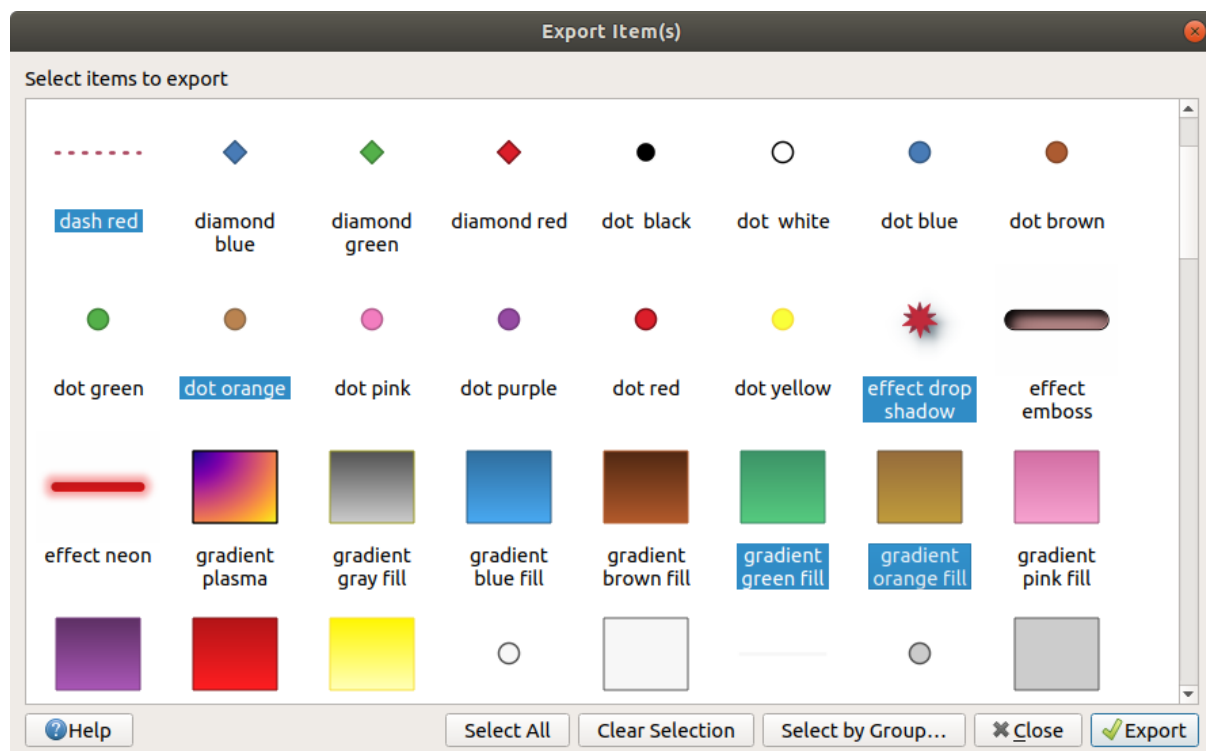 Export Item(s)
Select items to export
dash red
diamond
blue
diamond
green
diamond red
dot  black
dot  white
dot blue
dot brown
dot green
dot orange
dot pink
dot purple
dot red
dot yellow
effect drop
shadow
effect
emboss
effect neon
gradient
plasma
gradient
gray fill
gradient
blue fill
gradient
brown fill
gradient
green fill
gradient
orange fill
gradient
pink fill
Help
Select All
Clear Selection
Select by Group...
Close
Export